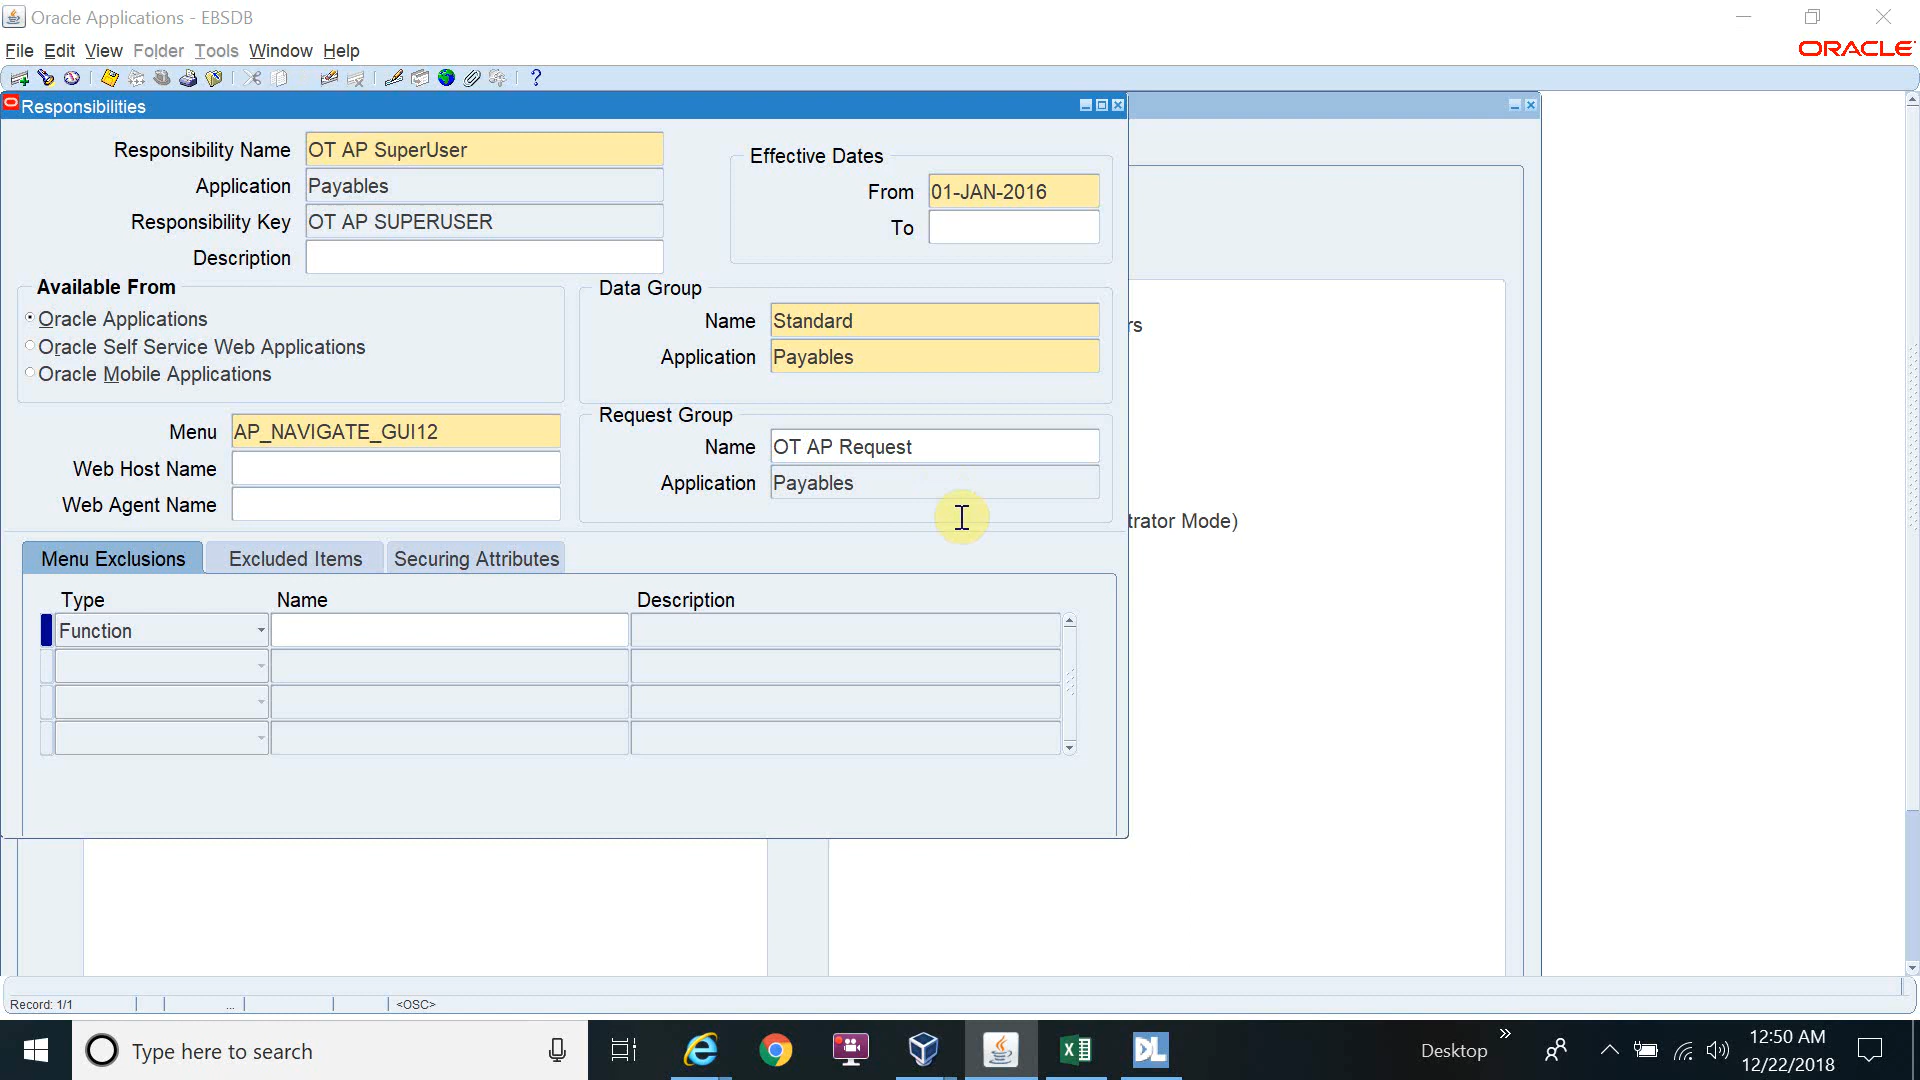 Oracle Applications - EBSDB
File Edit View Folder Tools Window Help
ORACLE
?
Responsibilities
Responsibility Name OT AP SuperUser
Application Payables
Responsibility Key OT AP SUPERUSER
Description
Effective Dates
From 01-JAN-2016
To
Available From
Oracle Applications
Oracle Self Service Web Applications
Oracle Mobile Applications
Data Group
Name Standard
Application Payables
rs
Menu AP_NAVIGATE_GUI12
Web Host Name
Web Agent Name
Request Group
Name OT AP Request
Application Payables
trator Mode)
Menu Exclusions Excluded Items Securing Attributes
Type Name Description
Function
Record: 1/1 ... <OSC>
Type here to search
DL
Desktop
12:50 AM
12/22/2018